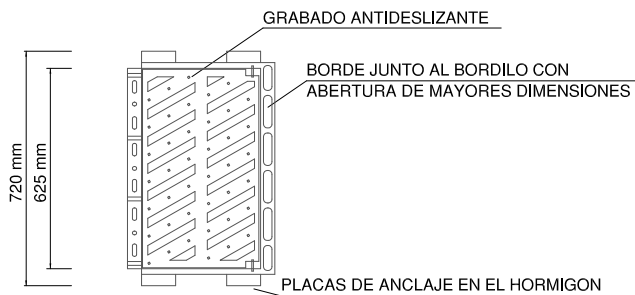 GRABADO ANTIDESLIZANTE
BORDE JUNTO AL BORDILO CON
ABERTURA DE MAYORES DIMENSIONES
720 mm
625 mm
PLACAS DE ANCLAJE EN EL HORMIGON